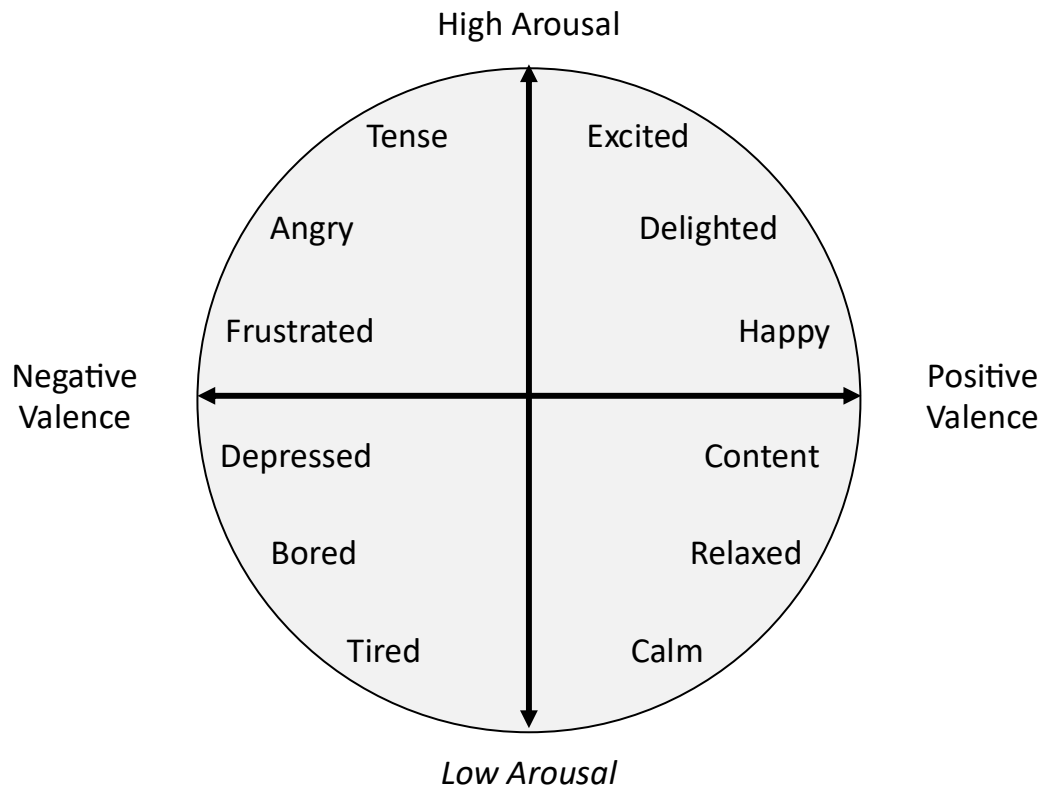 High Arousal
Tense
Excited
Angry
Delighted
Frustrated
Happy
Negative
Valence
Positive
Valence
Depressed
Content
Bored
Relaxed
Tired
Calm
Low Arousal